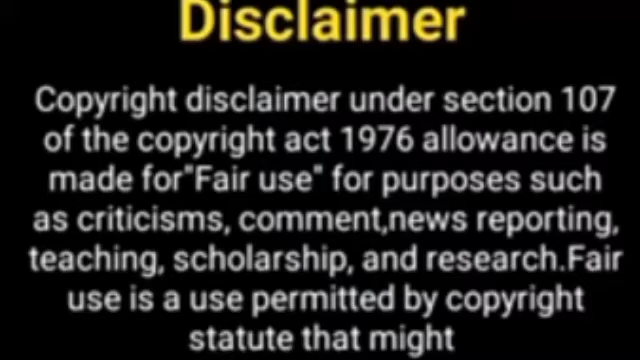 Disclaimer
Copyright disclaimer under section 107
of the copyright act 1976 allowance is
made for"Fair use" for purposes such
as criticisms, comment,news reporting,
teaching, scholarship, and research.Fair
use is a use permitted by copyright
statute that might